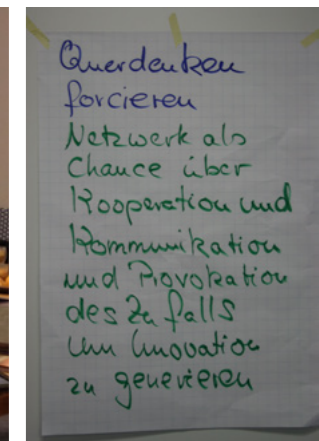 Querdenken
forcieren
Netzwerk als
Chance über
Kooperation und
Kommunikation
und Provokation
des Zufalls
um Innovation
zu generieren